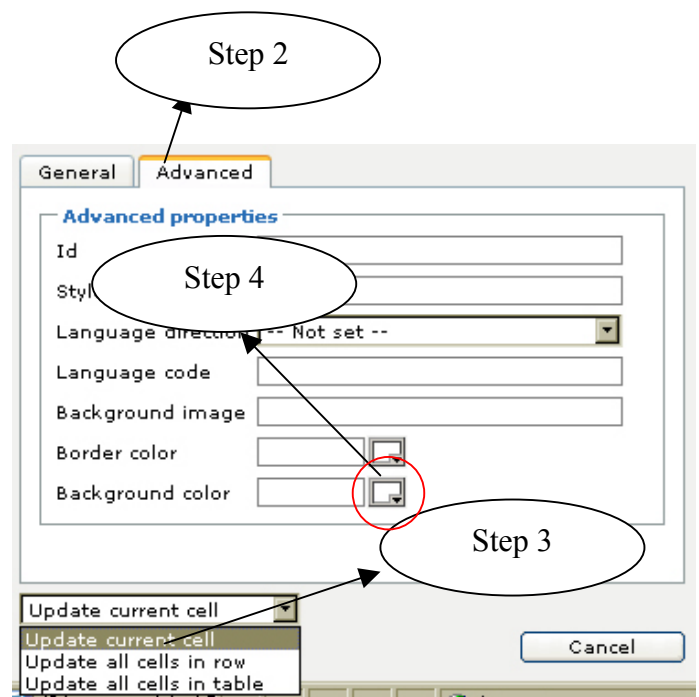 Step 2
General Advanced
Advanced properties
Id
Step 4
Styl
Language direction -- Not set --
Language code
Background image
Border color
Background color
Step 3
Update current cell
Update current cell
Update all cells in row
Update all cells in table
Cancel